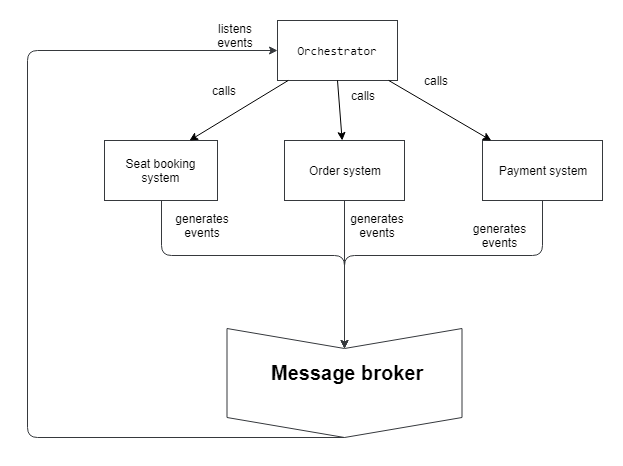 listens
events
Orchestrator
calls
calls
calls
Seat booking
system
Order system
Payment system
generates
events
generates
events
generates
events
Message broker